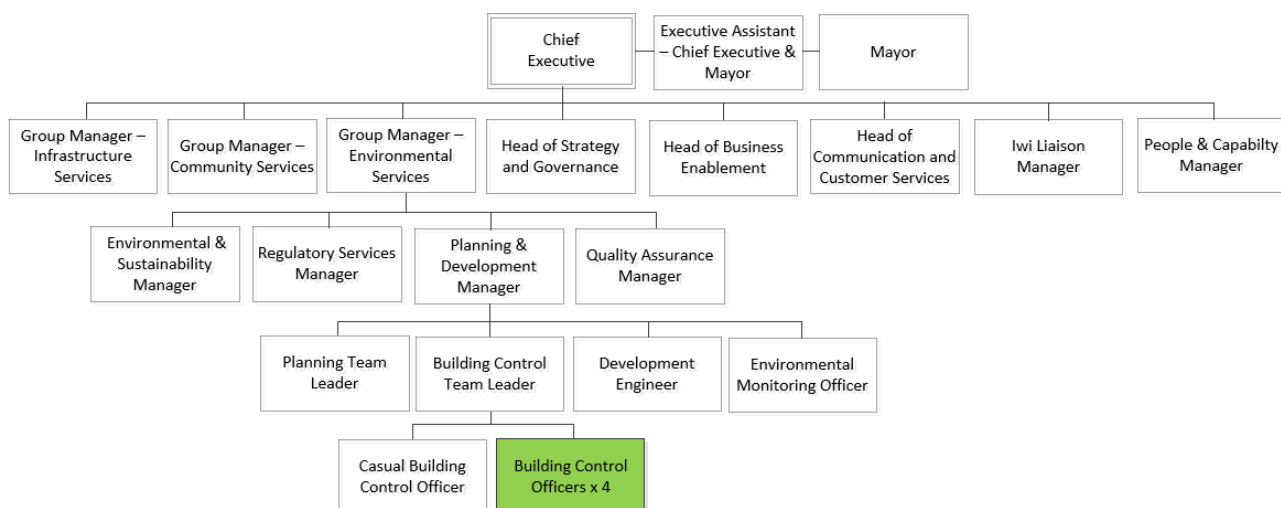 Chief
Executive
Executive Assistant
– Chief Executive &
Mayor
Mayor
Group Manager –
Infrastructure
Services
Group Manager –
Community Services
Group Manager –
Environmental
Services
Head of Strategy
and Governance
Head of Business
Enablement
Head of
Communication and
Customer Services
Iwi Liaison
Manager
People & Capabilty
Manager
Environmental &
Sustainability
Manager
Regulatory Services
Manager
Planning &
Development
Manager
Quality Assurance
Manager
Planning Team
Leader
Building Control
Team Leader
Development
Engineer
Environmental
Monitoring Officer
Casual Building
Control Officer
Building Control
Officers x 4